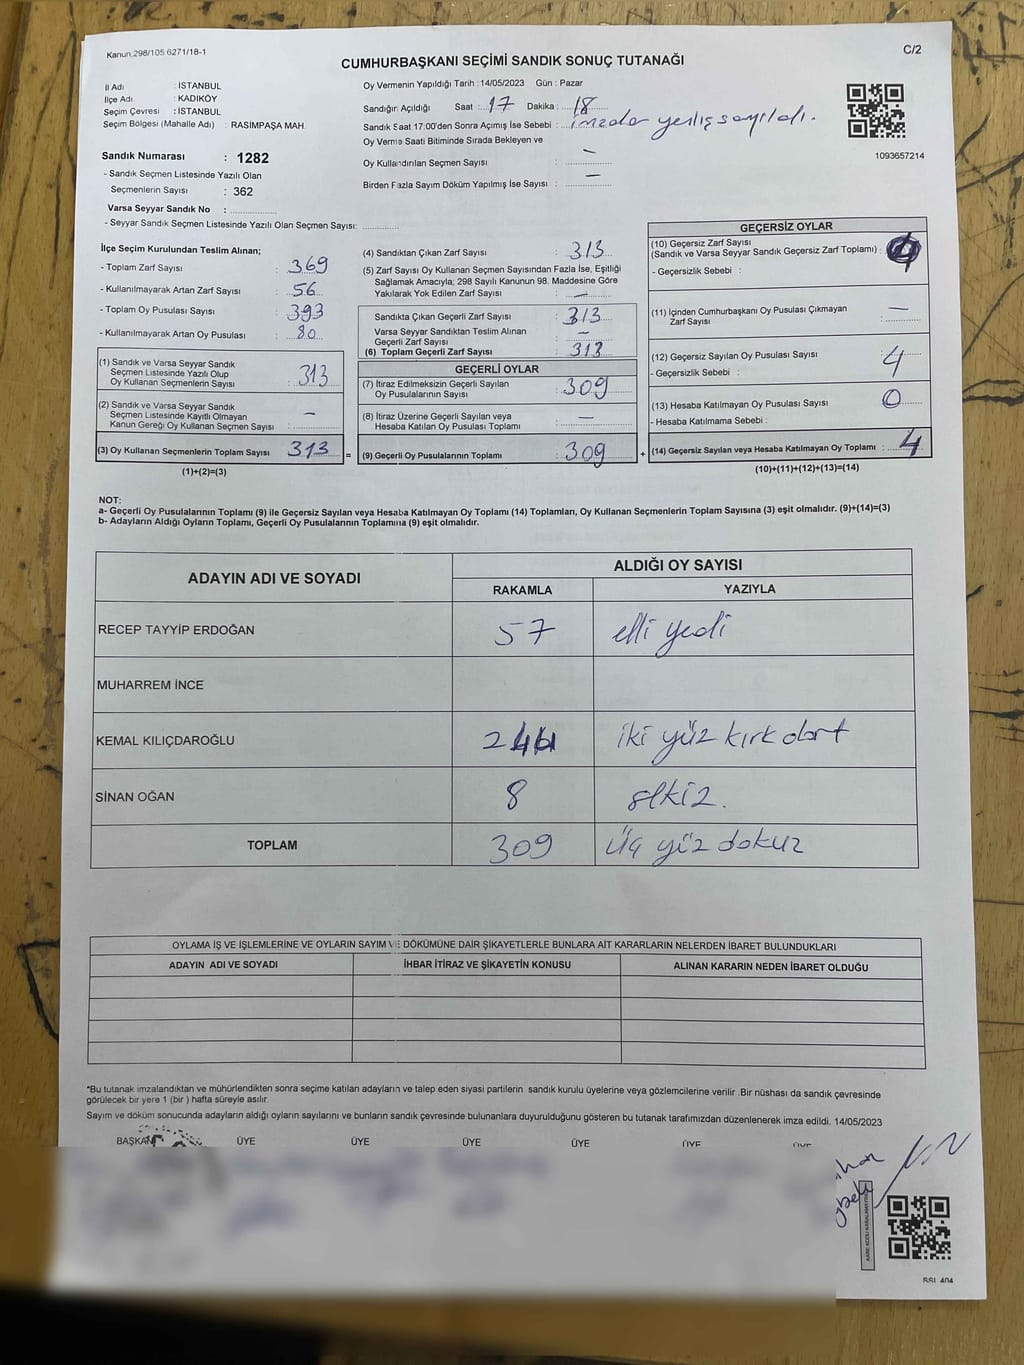 Kanun 298/105 6271/18-1
C/2
CUMHURBAŞKANI SEÇİMİ SANDIK SONUÇ TUTANAĞI
İl Adı : İSTANBUL
İlçe Adı : KADIKÖY
Seçim Çevresi : İSTANBUL
Seçim Bölgesi (Mahalle Adı) : RASİMPAŞA MAH.
Sandık Numarası : 1282
- Sandık Seçmen Listesinde Yazılı Olan
Seçmenlerin Sayısı : 362
Varsa Seyyar Sandık No :
- Seyyar Sandık Seçmen Listesinde Yazılı Olan Seçmen Sayısı:
Oy Vermenin Yapıldığı Tarih :14/05/2023 Gün : Pazar
Sandığın Açıldığı Saat : 17 Dakika : 18
Sandık Saat 17:00'den Sonra Açımış İse Sebebi : imzalar yanlış sayıldı.
Oy Verme Saati Bitiminde Sırada Bekleyen ve
Oy Kullandırılan Seçmen Sayısı : —
Birden Fazla Sayım Döküm Yapılmış İse Sayısı : —
1093657214
İlçe Seçim Kurulundan Teslim Alınan;
- Toplam Zarf Sayısı : 369
- Kullanılmayarak Artan Zarf Sayısı : 56
- Toplam Oy Pusulası Sayısı : 393
- Kullanılmayarak Artan Oy Pusulası : 80
(1) Sandık ve Varsa Seyyar Sandık
Seçmen Listesinde Yazılı Olup
Oy Kullanan Seçmenlerin Sayısı : 313
(2) Sandık ve Varsa Seyyar Sandık
Seçmen Listesinde Kayıtlı Olmayan
Kanun Gereği Oy Kullanan Seçmen Sayısı : —
(3) Oy Kullanan Seçmenlerin Toplam Sayısı : 313 =
(1)+(2)=(3)
(4) Sandıktan Çıkan Zarf Sayısı : 313
(5) Zarf Sayısı Oy Kullanan Seçmen Sayısından Fazla İse, Eşitliği
Sağlamak Amacıyla; 298 Sayılı Kanunun 98. Maddesine Göre
Yakılarak Yok Edilen Zarf Sayısı : —
Sandıkta Çıkan Geçerli Zarf Sayısı : 313
Varsa Seyyar Sandıktan Teslim Alınan
Geçerli Zarf Sayısı : —
(6) Toplam Geçerli Zarf Sayısı : 313
GEÇERLİ OYLAR
(7) İtiraz Edilmeksizin Geçerli Sayılan
Oy Pusulalarının Sayısı : 309
(8) İtiraz Üzerine Geçerli Sayılan veya
Hesaba Katılan Oy Pusulası Toplamı : —
(9) Geçerli Oy Pusulalarının Toplamı : 309 +
GEÇERSİZ OYLAR
(10) Geçersiz Zarf Sayısı
(Sandık ve Varsa Seyyar Sandık Geçersiz Zarf Toplamı) :
- Geçersizlik Sebebi :
(11) İçinden Cumhurbaşkanı Oy Pusulası Çıkmayan
Zarf Sayısı : —
(12) Geçersiz Sayılan Oy Pusulası Sayısı : 4
- Geçersizlik Sebebi :
(13) Hesaba Katılmayan Oy Pusulası Sayısı : 0
- Hesaba Katılmama Sebebi :
(14) Geçersiz Sayılan veya Hesaba Katılmayan Oy Toplamı : 4
(10)+(11)+(12)+(13)=(14)
NOT:
a- Geçerli Oy Pusulalarının Toplamı (9) ile Geçersiz Sayılan veya Hesaba Katılmayan Oy Toplamı (14) Toplamları, Oy Kullanan Seçmenlerin Toplam Sayısına (3) eşit olmalıdır. (9)+(14)=(3)
b- Adayların Aldığı Oyların Toplamı, Geçerli Oy Pusulalarının Toplamına (9) eşit olmalıdır.
ADAYIN ADI VE SOYADI
ALDIĞI OY SAYISI
RAKAMLA YAZIYLA
RECEP TAYYİP ERDOĞAN 57 elli yedi
MUHARREM İNCE
KEMAL KILIÇDAROĞLU 244 iki yüz kırk dört
SİNAN OĞAN 8 sekiz.
TOPLAM 309 Üç yüz dokuz
OYLAMA İŞ VE İŞLEMLERİNE VE OYLARIN SAYIM VE DÖKÜMÜNE DAİR ŞİKAYETLERLE BUNLARA AİT KARARLARIN NELERDEN İBARET BULUNDUKLARI
ADAYIN ADI VE SOYADI İHBAR İTİRAZ VE ŞİKAYETİN KONUSU ALINAN KARARIN NEDEN İBARET OLDUĞU
*Bu tutanak imzalandıktan ve mühürlendikten sonra seçime katılan adayların ve talep eden siyasi partilerin sandık kurulu üyelerine veya gözlemcilerine verilir. Bir nüshası da sandık çevresinde
görülecek bir yere 1 (bir) hafta süreyle asılır.
Sayım ve döküm sonucunda adayların aldığı oyların sayılarını ve bunların sandık çevresinde bulunanlara duyurulduğunu gösteren bu tutanak tarafımızdan düzenlenerek imza edildi. 14/05/2023
BAŞKAN ÜYE ÜYE ÜYE ÜYE ÜYE ÜYE